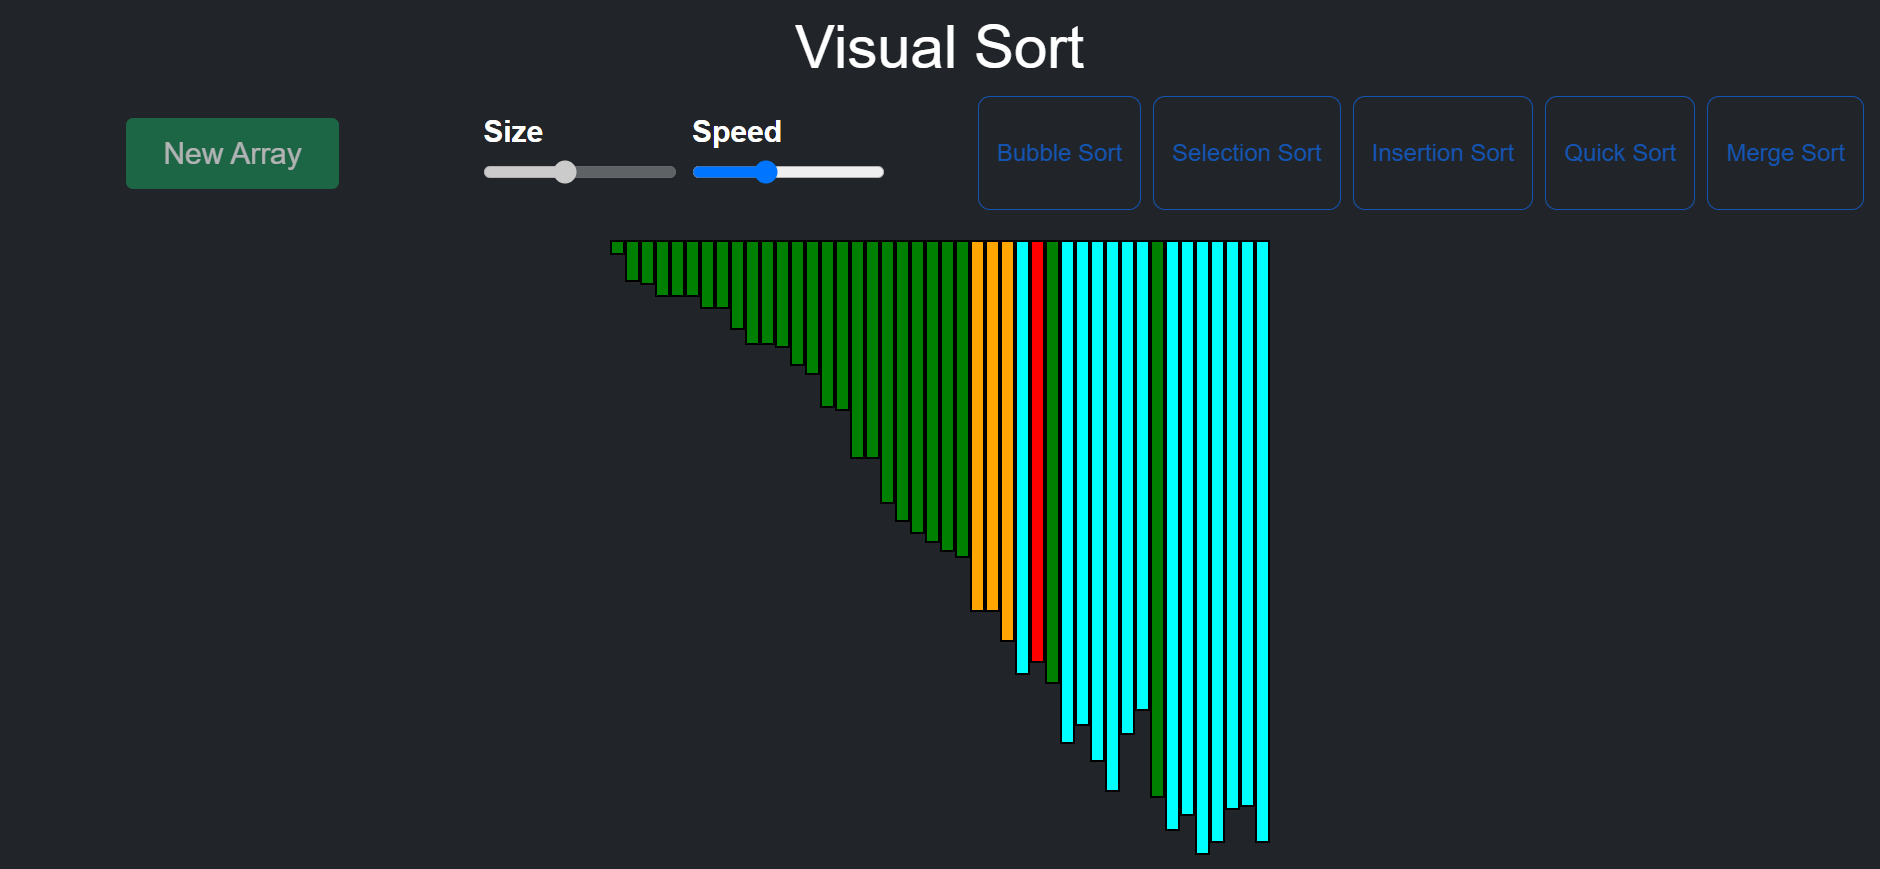 Visual Sort
New Array
Size
Speed
Bubble Sort
Selection Sort
Insertion Sort
Quick Sort
Merge Sort